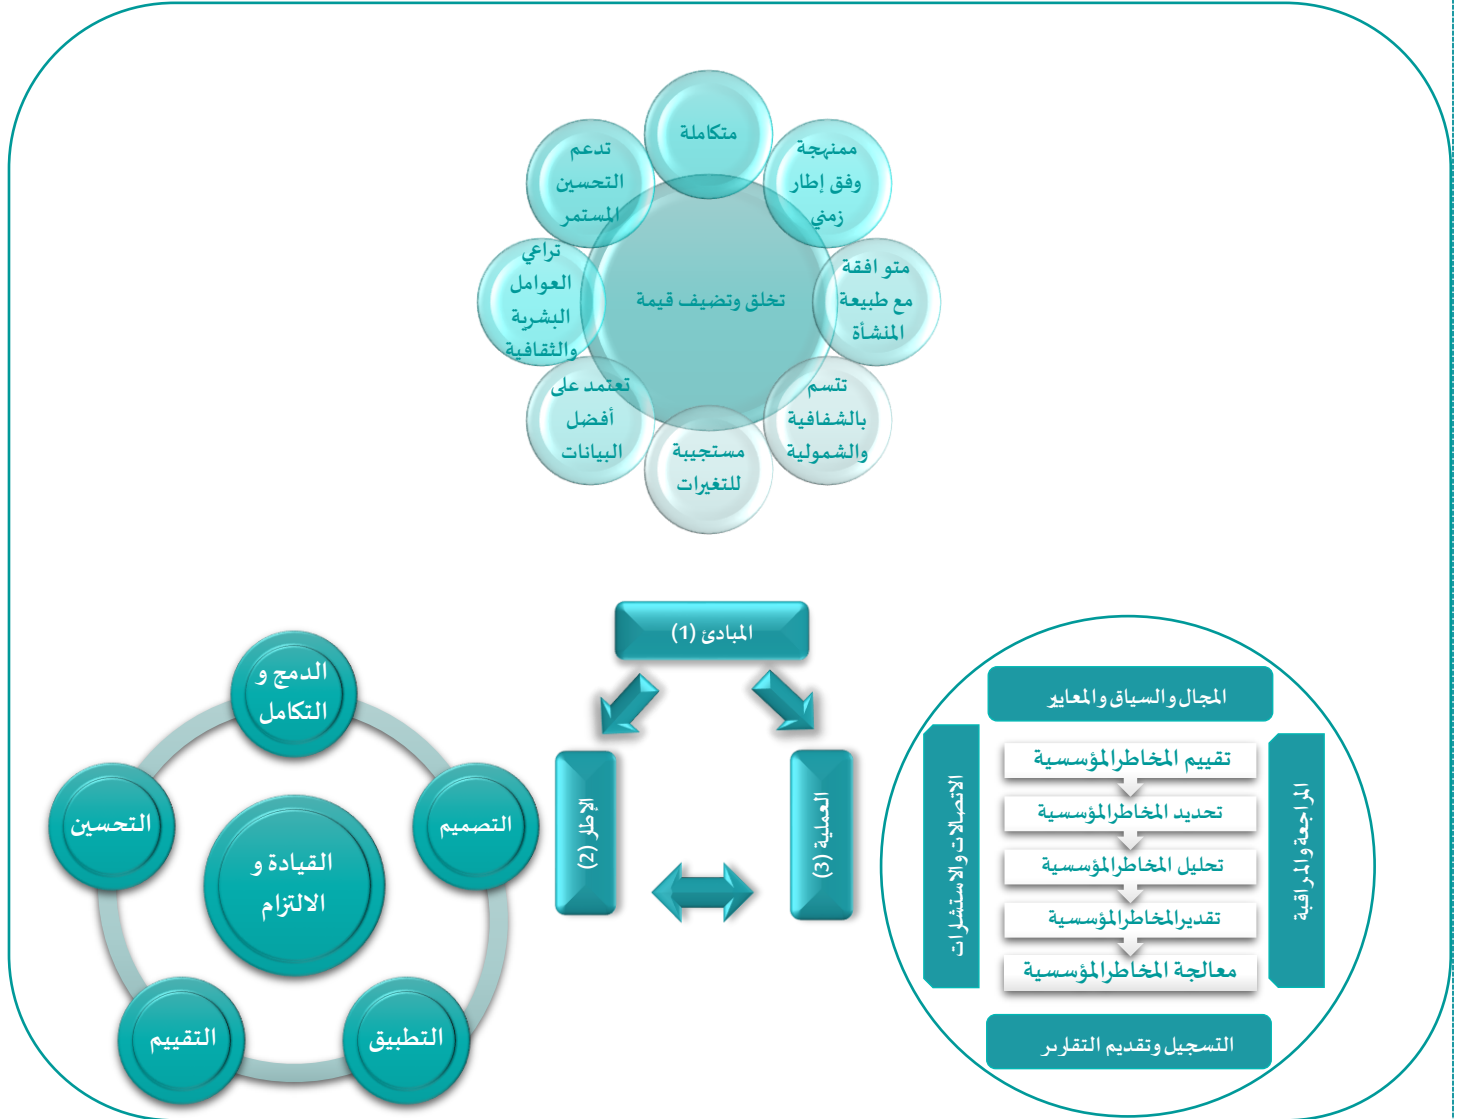 متكاملة
ممنهجة
وفق إطار
زمني
متوافقة
مع طبيعة
المنشأة
تتسم
بالشفافية
والشمولية
مستجيبة
للتغيرات
تعتمد على
أفضل
البيانات
تراعي
العوامل
البشرية
والثقافية
تدعم
التحسين
المستمر
تخلق وتضيف قيمة
المبادئ (1)
العملية (3)
الإطار (2)
المجال والسياق والمعايير
المراجعة والمراقبة
تقييم المخاطر المؤسسية
تحديد المخاطر المؤسسية
تحليل المخاطر المؤسسية
تقدير المخاطر المؤسسية
معالجة المخاطر المؤسسية
الاتصالات والاستشارات
التسجيل وتقديم التقارير
الدمج و
التكامل
التصميم
التطبيق
التقييم
التحسين
القيادة و
الالتزام